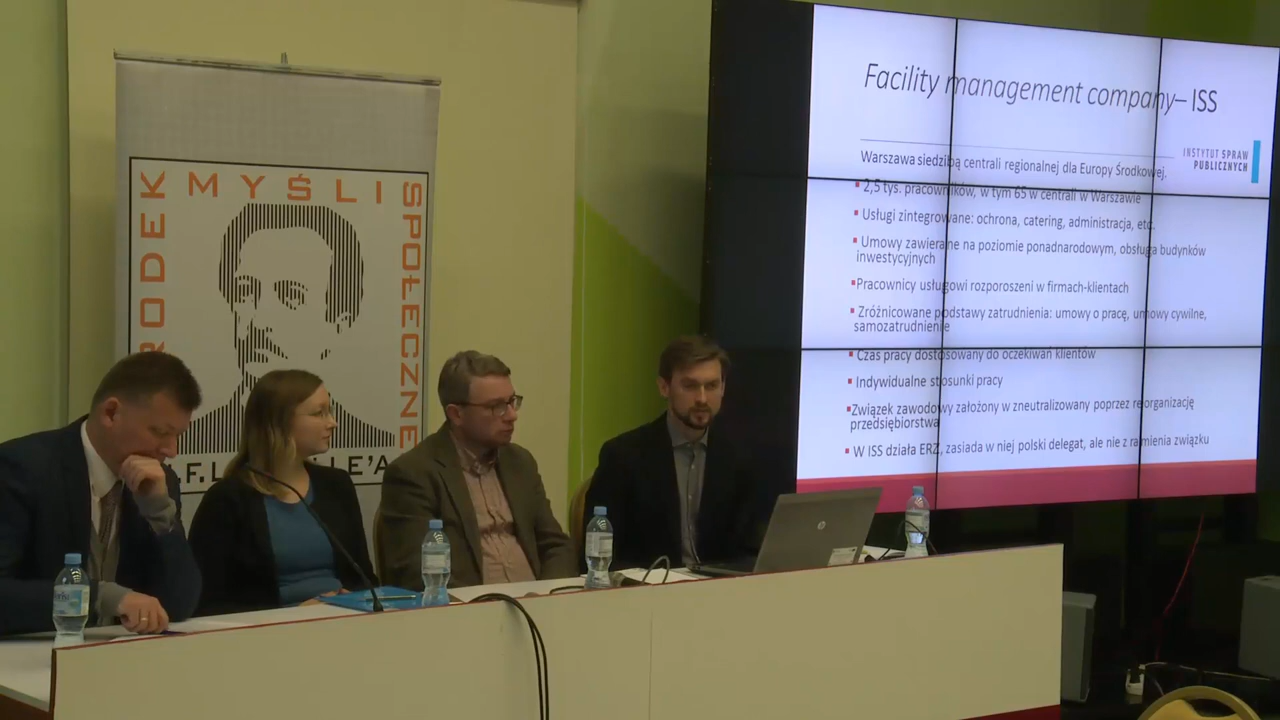 Facility management company– ISS
INSTYTUT SPRAW
PUBLICZNYCH
Warszawa siedzibą centrali regionalnej dla Europy Środkowej.
2,5 tys. pracowników, w tym 65 w centrali w Warszawie
Usługi zintegrowane: ochrona, catering, administracja, etc.
Umowy zawierane na poziomie ponadnarodowym, obsługa budynków
inwestycyjnych
Pracownicy usługowi rozporoszeni w firmach-klientach
Zróżnicowane podstawy zatrudnienia: umowy o pracę, umowy cywilne,
samozatrudnienie
Czas pracy dostosowany do oczekiwań klientów
Indywidualne stosunki pracy
Związek zawodowy założony w zneutralizowany poprzez reorganizację
przedsiębiorstwa
W ISS działa ERZ, zasiada w niej polski delegat, ale nie z ramienia związku
RODEK
MYŚLI
SPOŁECZNE
.F. L LLE'A
hp